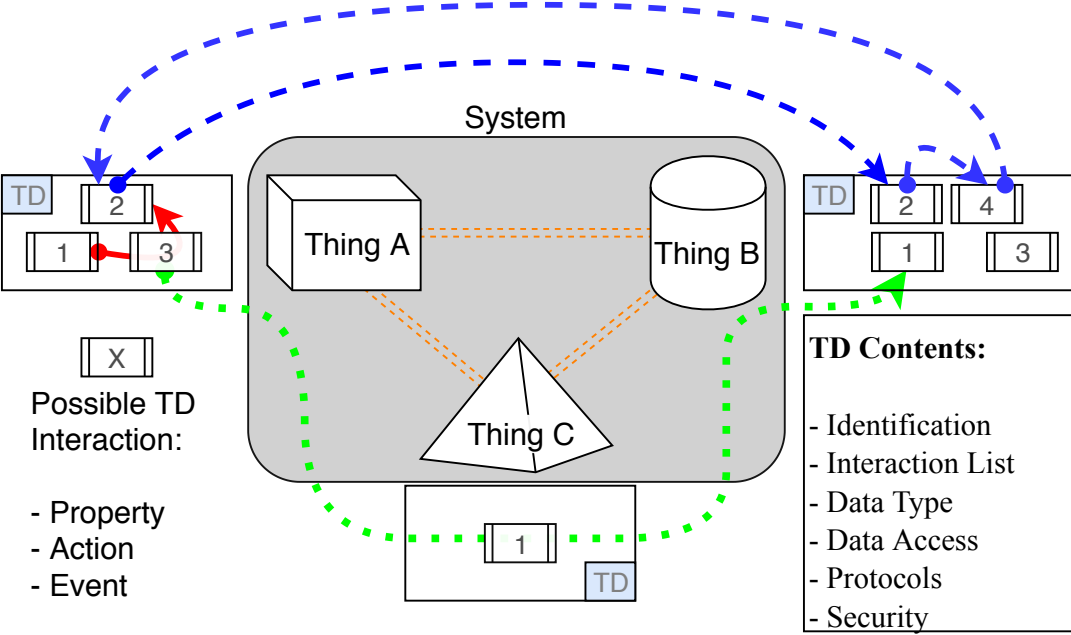 System
TD
2
1
3
Thing A
Thing B
Thing C
TD
2
4
1
3
X
Possible TD
Interaction:
- Property
- Action
- Event
1
TD
TD Contents:
- Identification
- Interaction List
- Data Type
- Data Access
- Protocols
- Security